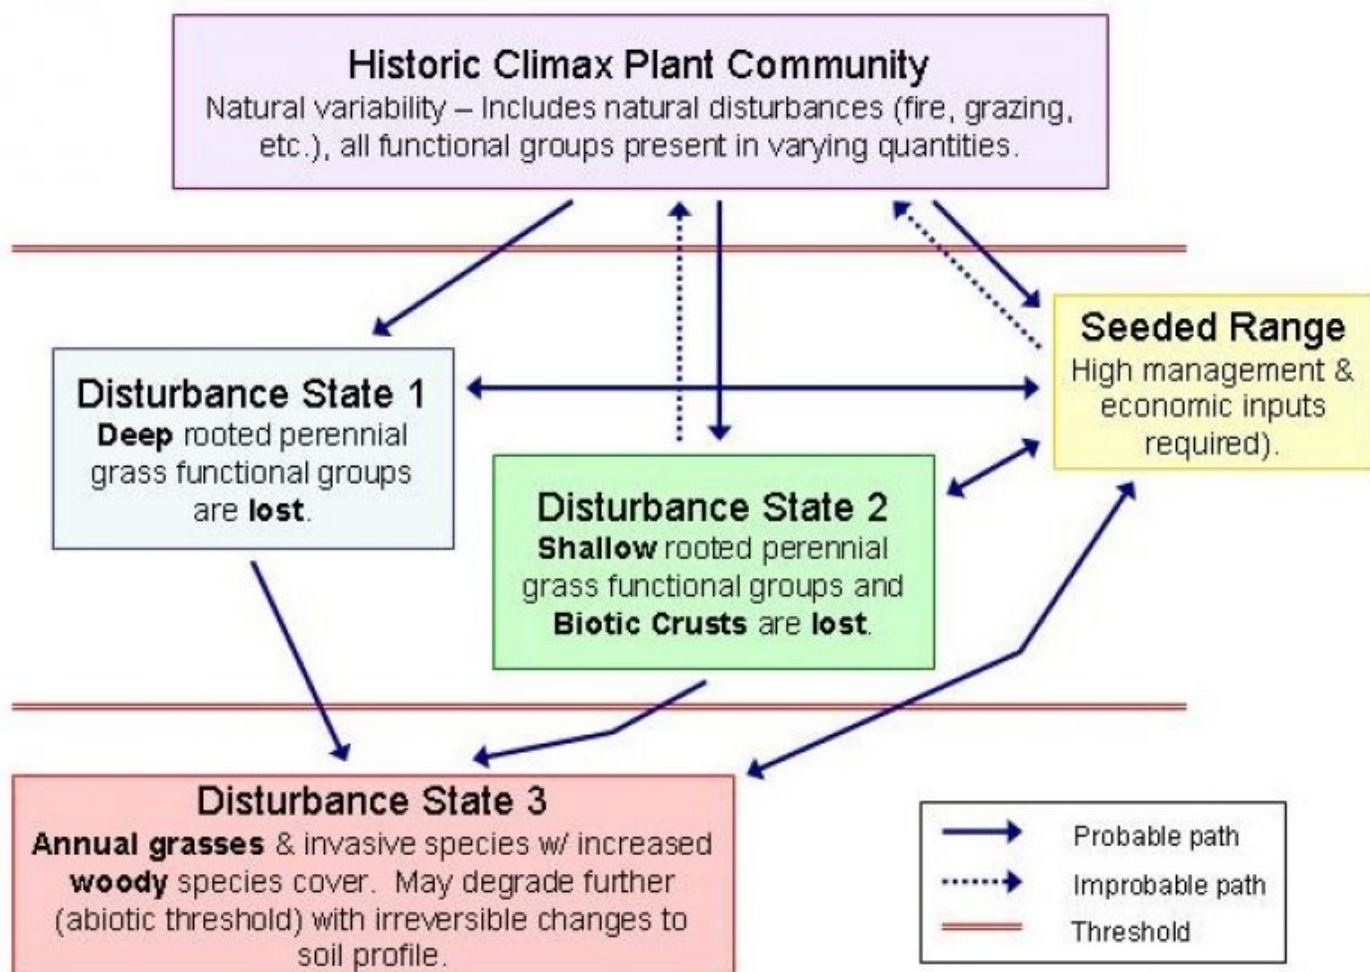 Historic Climax Plant Community
Natural variability – Includes natural disturbances (fire, grazing,
etc.), all functional groups present in varying quantities.
Seeded Range
High management &
economic inputs
required).
Disturbance State 1
Deep rooted perennial
grass functional groups
are lost.
Disturbance State 2
Shallow rooted perennial
grass functional groups and
Biotic Crusts are lost.
Disturbance State 3
Annual grasses & invasive species w/ increased
woody species cover. May degrade further
(abiotic threshold) with irreversible changes to
soil profile.
Probable path
Improbable path
Threshold